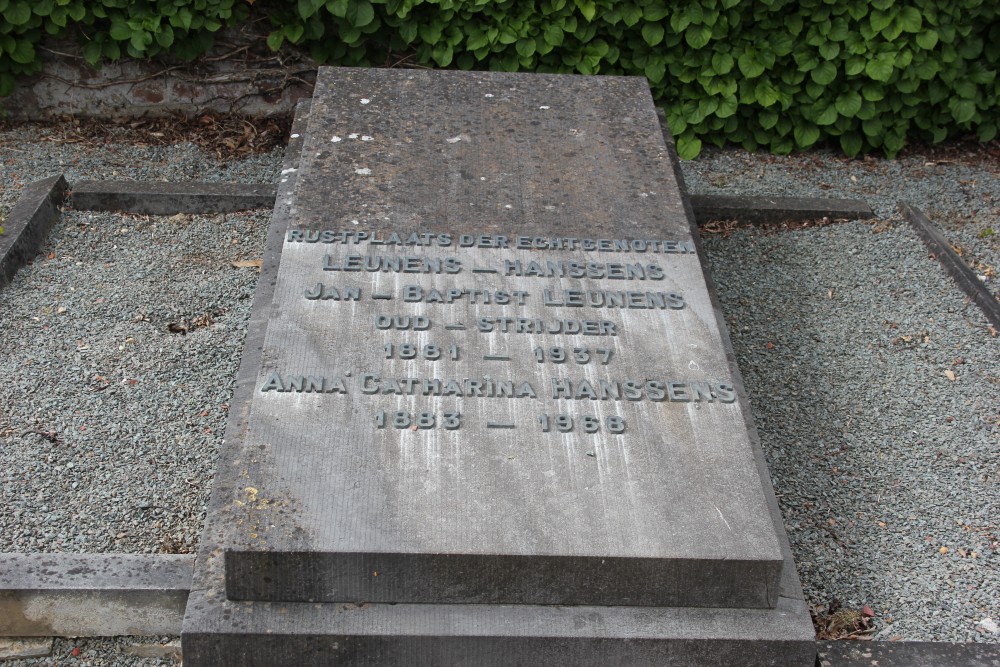 RUSTPLAATS DER ECHTGENOTEN
LEUNENS – HANSSENS
JAN – BAPTIST LEUNENS
OUD – STRIJDER
1881 – 1937
ANNA CATHARINA HANSSENS
1883 – 1968